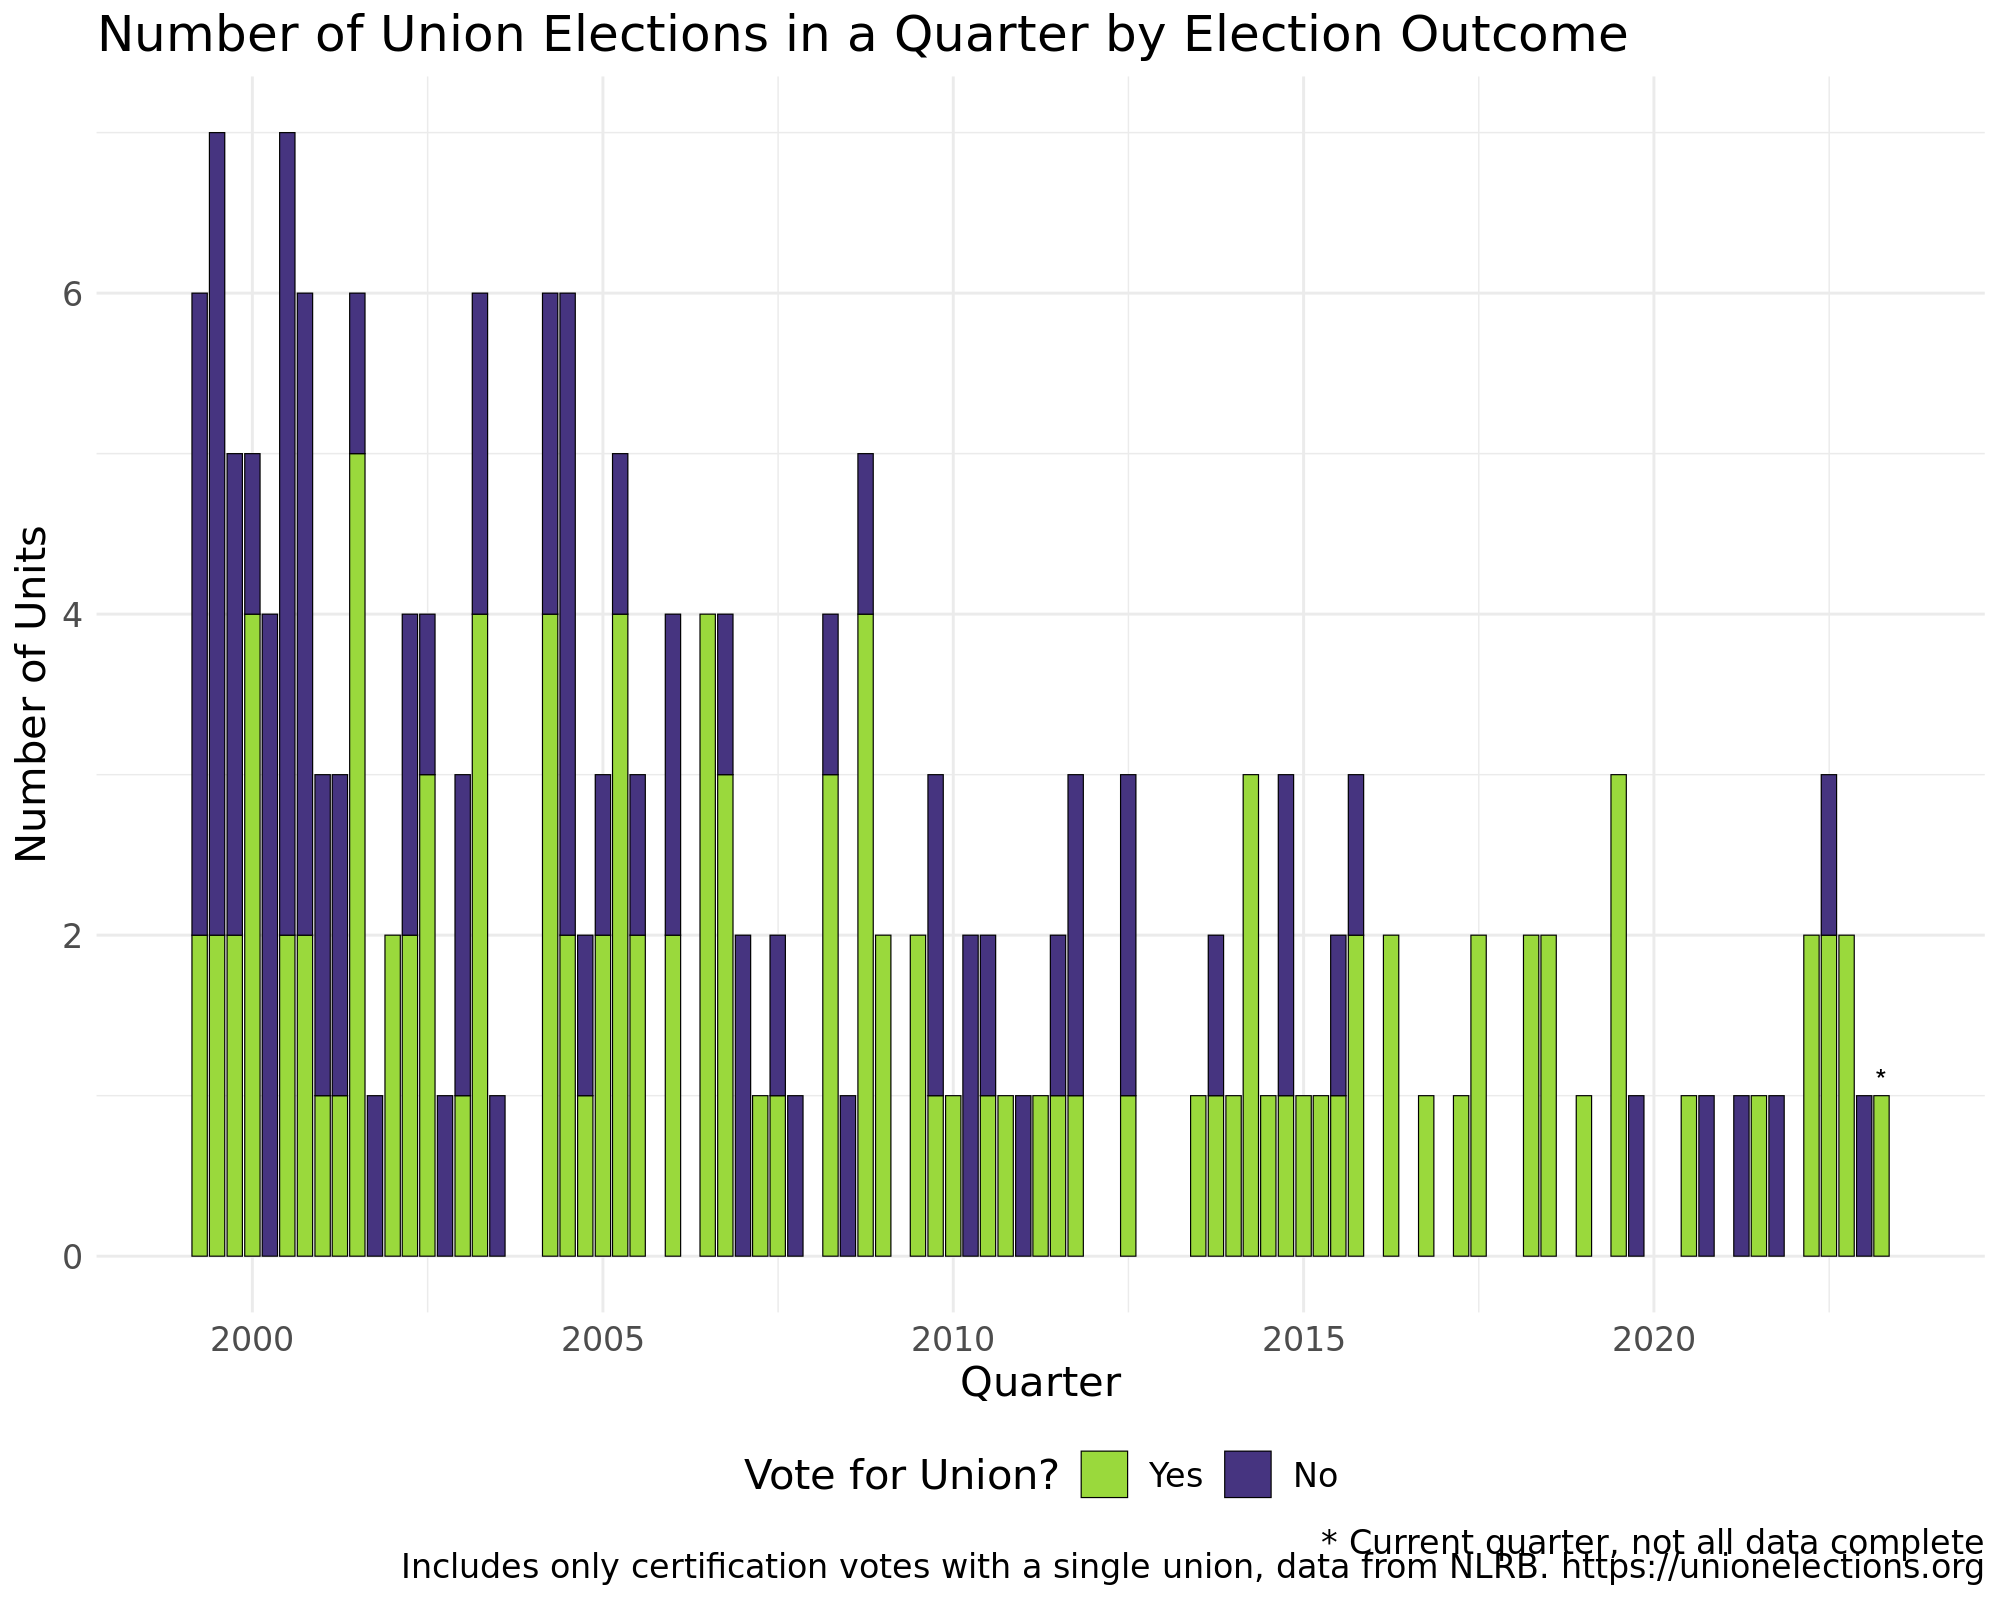 Number of Union Elections in a Quarter by Election Outcome
Number of Units
6
4
2
0
*
2000 2005 2010 2015 2020
Quarter
Vote for Union? Yes No
* Current quarter, not all data complete
Includes only certification votes with a single union, data from NLRB. https://unionelections.org